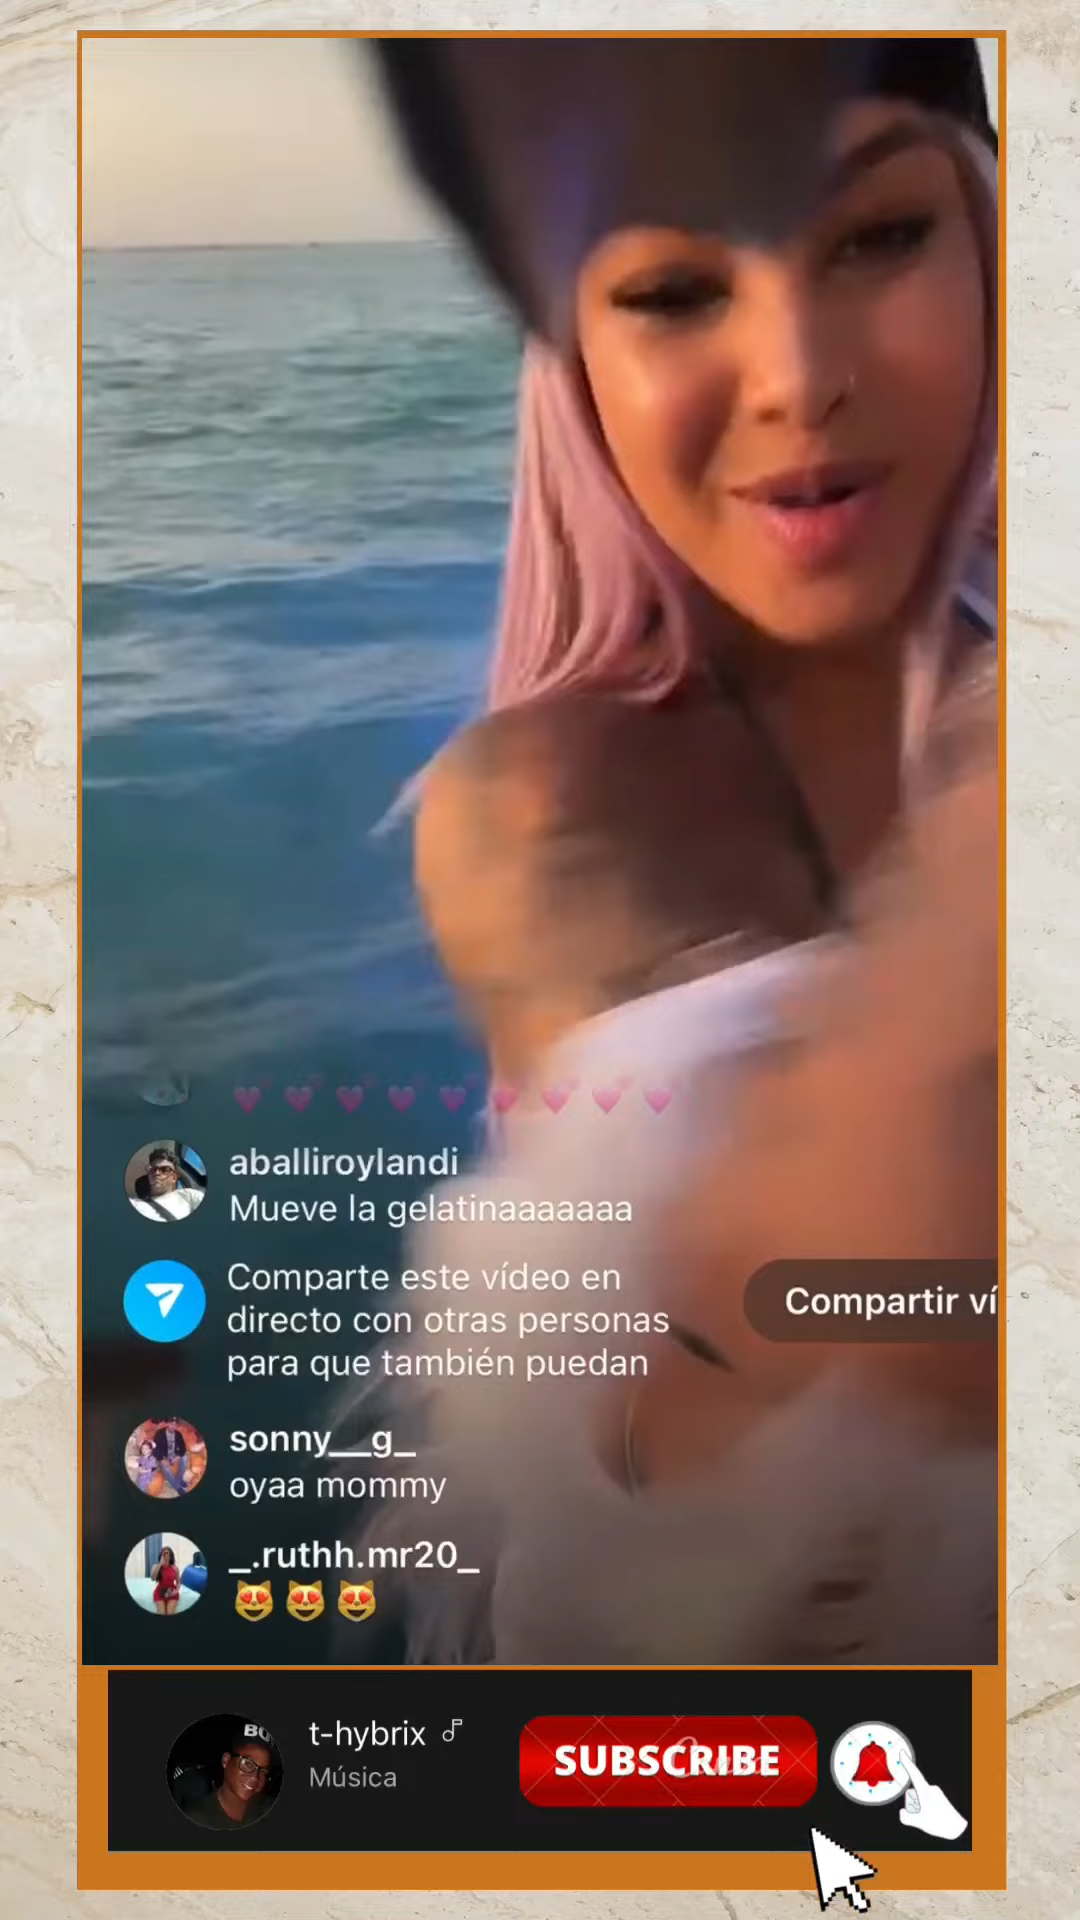 aballiroylandi
Mueve la gelatinaaaaaaa
Comparte este vídeo en
directo con otras personas
para que también puedan
Compartir ví
sonny__g_
oyaa mommy
_.ruthh.mr20_
😻😻😻
BO
t-hybrix
Música
SUBSCRIBE